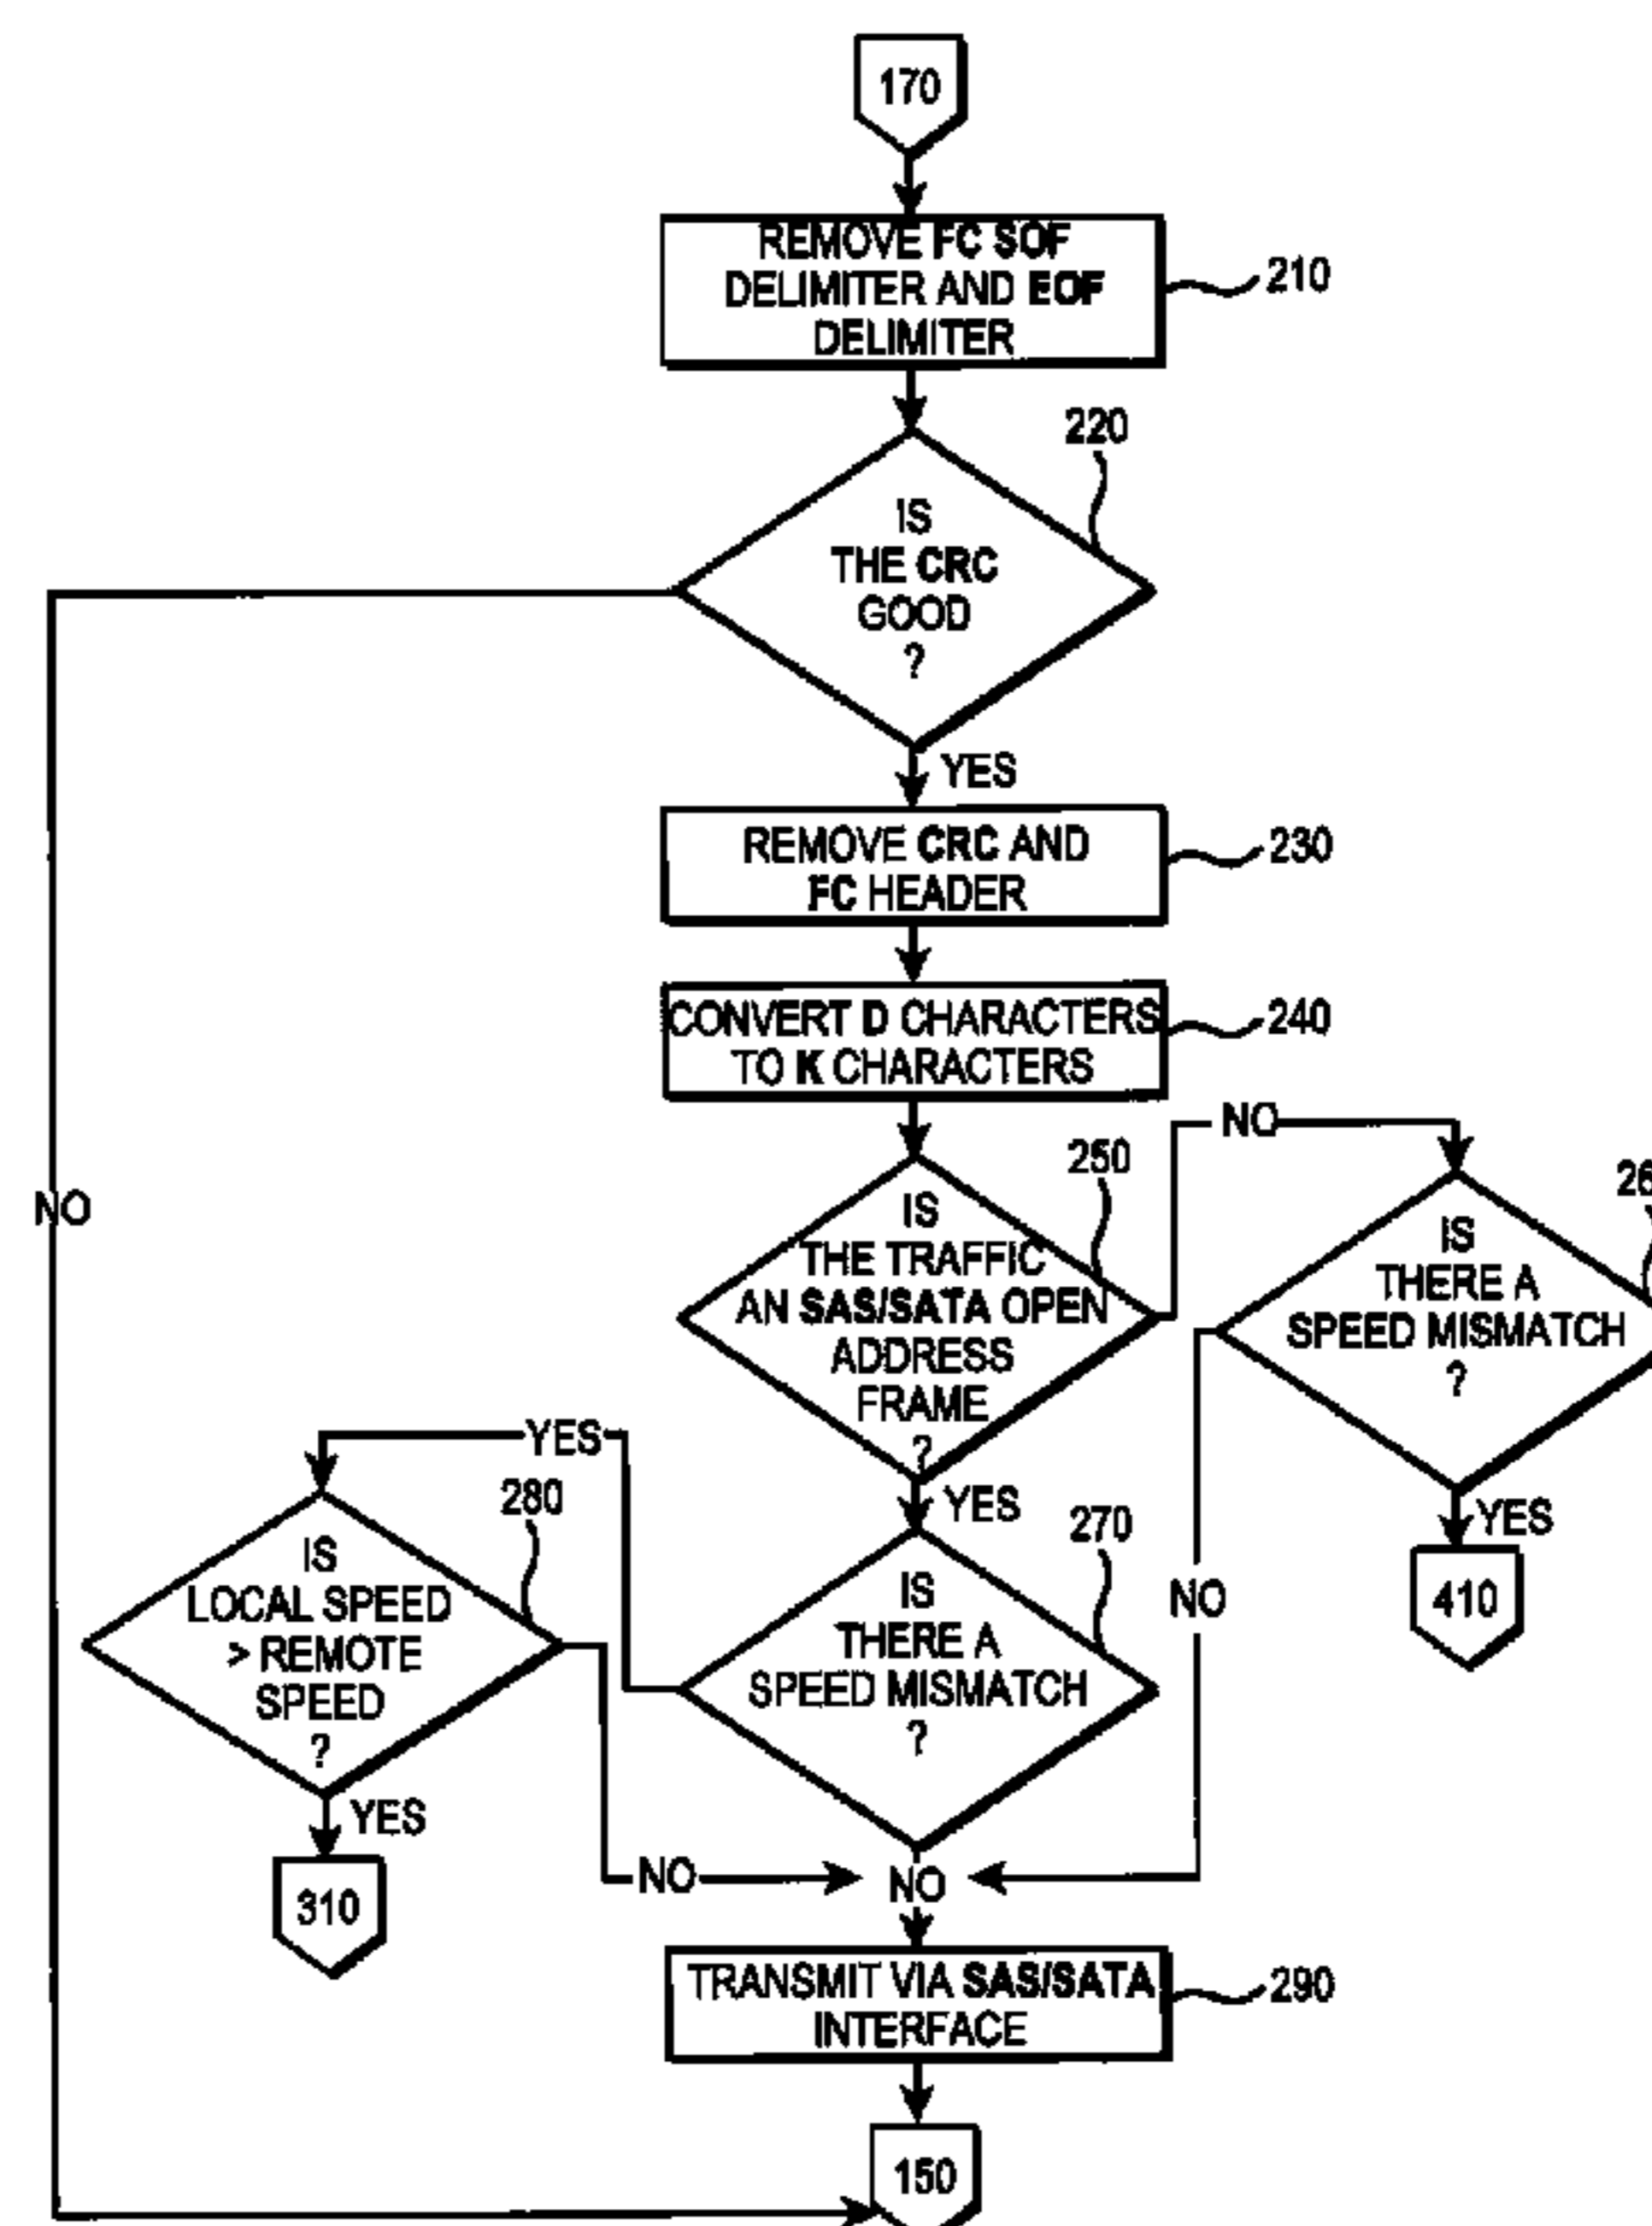 170
REMOVE FC SOF
DELIMITER AND EOF
DELIMITER
210
220
IS
THE CRC
GOOD
?
YES
REMOVE CRC AND
FC HEADER
230
CONVERT D CHARACTERS
TO K CHARACTERS
240
NO
250
NO
IS
THE TRAFFIC
AN SAS/SATA OPEN
ADDRESS
FRAME
?
IS
THERE A
SPEED MISMATCH
?
YES
YES
YES
280
270
IS
LOCAL SPEED
> REMOTE
SPEED
?
IS
THERE A
SPEED MISMATCH
?
NO
410
YES
310
NO
NO
TRANSMIT VIA SAS/SATA
INTERFACE
290
150